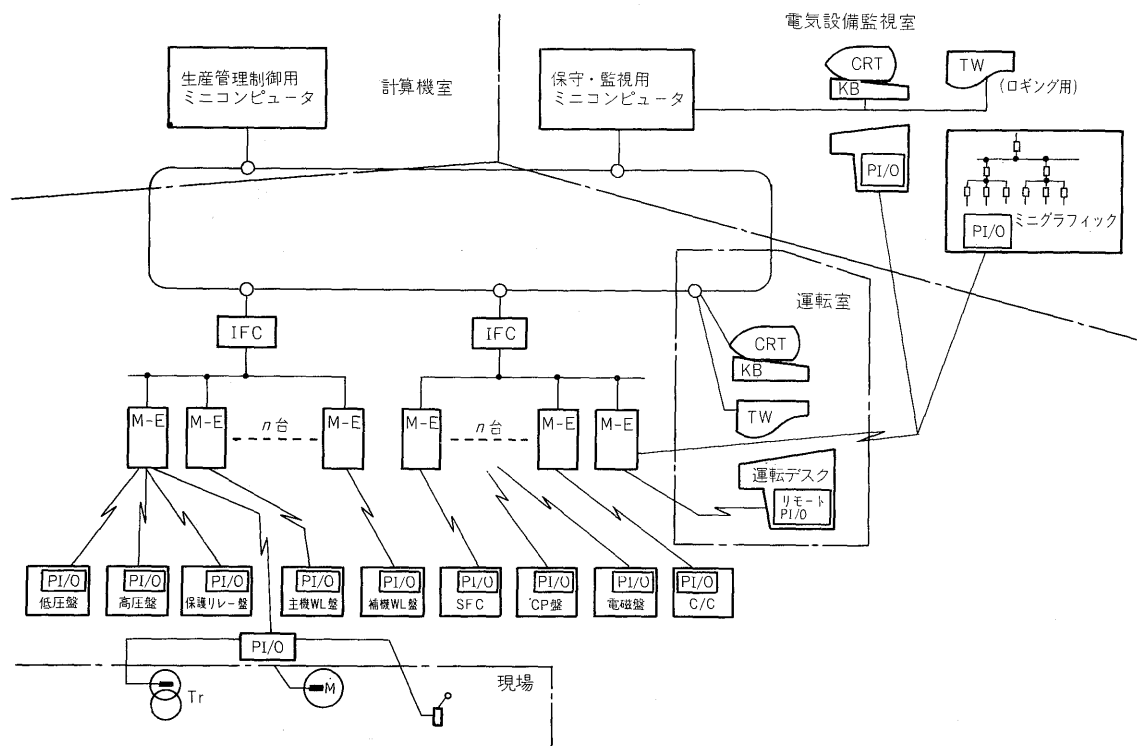 電気設備監視室
生産管理制御用
ミニコンピュータ
計算機室
保守・監視用
ミニコンピュータ
CRT
KB
TW
(ロギング用)
PI/O
ミニグラフィック
PI/O
運転室
IFC
IFC
CRT
KB
TW
M-E
M-E
n台
M-E
M-E
n台
M-E
M-E
運転デスク
リモート
PI/O
PI/O
低圧盤
PI/O
高圧盤
PI/O
保護リレー盤
PI/O
主機WL盤
PI/O
補機WL盤
PI/O
SFC
PI/O
CP盤
PI/O
電磁盤
PI/O
C/C
PI/O
現場
Tr
M